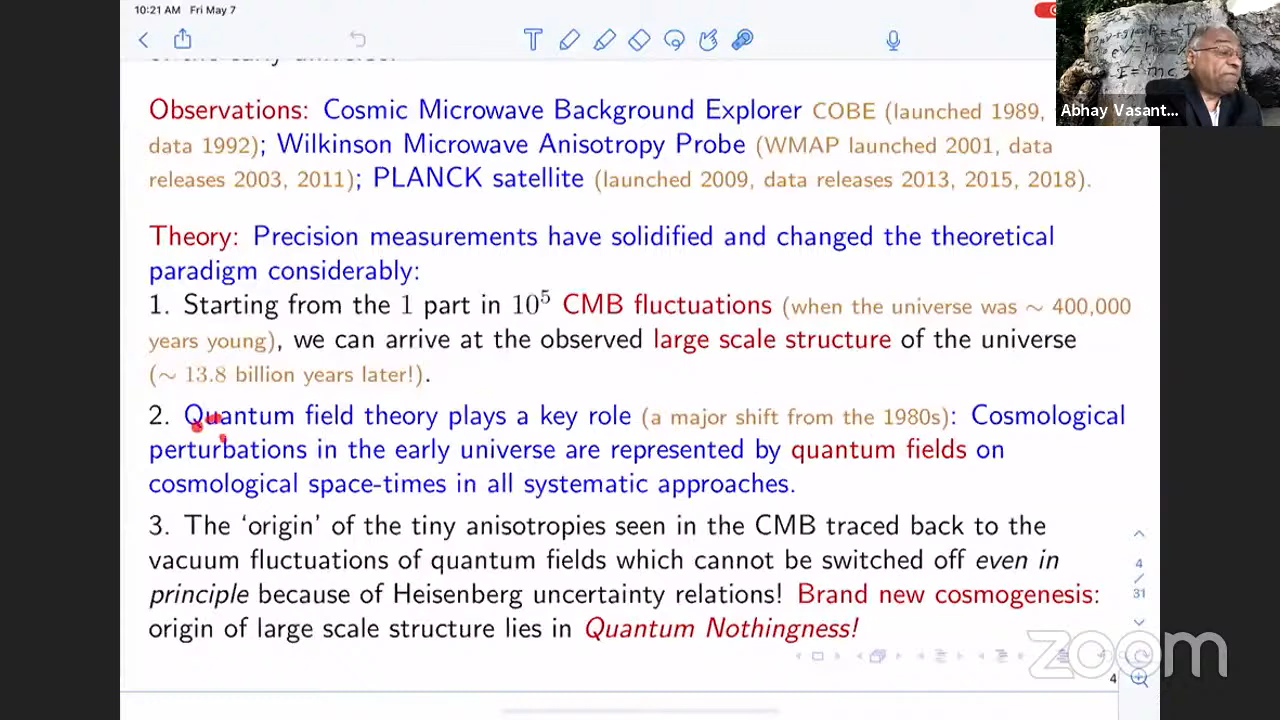 10:21 AM Fri May 7
Abhay Vasant...
Observations: Cosmic Microwave Background Explorer COBE (launched 1989,
data 1992); Wilkinson Microwave Anisotropy Probe (WMAP launched 2001, data
releases 2003, 2011); PLANCK satellite (launched 2009, data releases 2013, 2015, 2018).
Theory: Precision measurements have solidified and changed the theoretical
paradigm considerably:
1. Starting from the 1 part in 10⁵ CMB fluctuations (when the universe was ∼ 400,000
years young), we can arrive at the observed large scale structure of the universe
(∼ 13.8 billion years later!).
2. Quantum field theory plays a key role (a major shift from the 1980s): Cosmological
perturbations in the early universe are represented by quantum fields on
cosmological space-times in all systematic approaches.
3. The ‘origin’ of the tiny anisotropies seen in the CMB traced back to the
vacuum fluctuations of quantum fields which cannot be switched off even in
principle because of Heisenberg uncertainty relations! Brand new cosmogenesis:
origin of large scale structure lies in Quantum Nothingness!
4
/
31
zoom
4